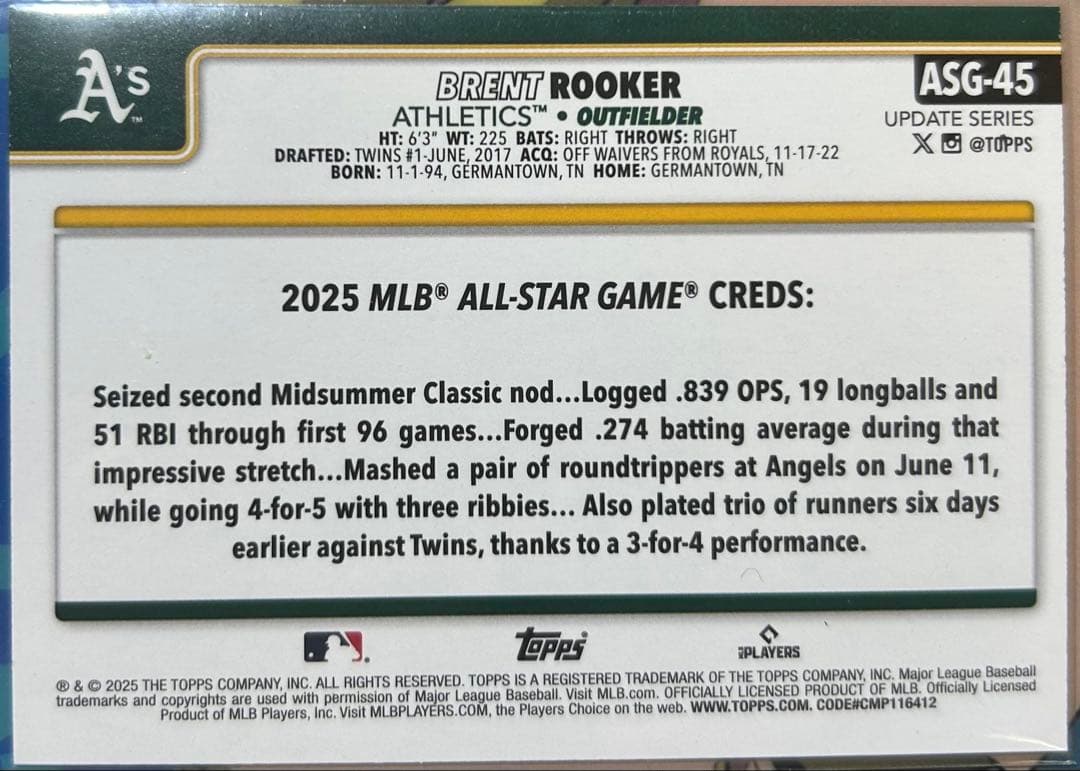 A's™
BRENT ROOKER
ASG-45
ATHLETICS™ • OUTFIELDER
UPDATE SERIES
HT: 6'3" WT: 225 BATS: RIGHT THROWS: RIGHT
@TOPPS
DRAFTED: TWINS #1-JUNE, 2017 ACQ: OFF WAIVERS FROM ROYALS, 11-17-22
BORN: 11-1-94, GERMANTOWN, TN HOME: GERMANTOWN, TN
2025 MLB® ALL-STAR GAME® CREDS:
Seized second Midsummer Classic nod...Logged .839 OPS, 19 longballs and
51 RBI through first 96 games...Forged .274 batting average during that
impressive stretch...Mashed a pair of roundtrippers at Angels on June 11,
while going 4-for-5 with three ribbies... Also plated trio of runners six days
earlier against Twins, thanks to a 3-for-4 performance.
Topps
PLAYERS
® & © 2025 THE TOPPS COMPANY, INC. ALL RIGHTS RESERVED. TOPPS IS A REGISTERED TRADEMARK OF THE TOPPS COMPANY, INC. Major League Baseball
trademarks and copyrights are used with permission of Major League Baseball. Visit MLB.com. OFFICIALLY LICENSED PRODUCT OF MLB. Officially Licensed
Product of MLB Players, Inc. Visit MLBPLAYERS.COM, the Players Choice on the web. WWW.TOPPS.COM. CODE#CMP116412